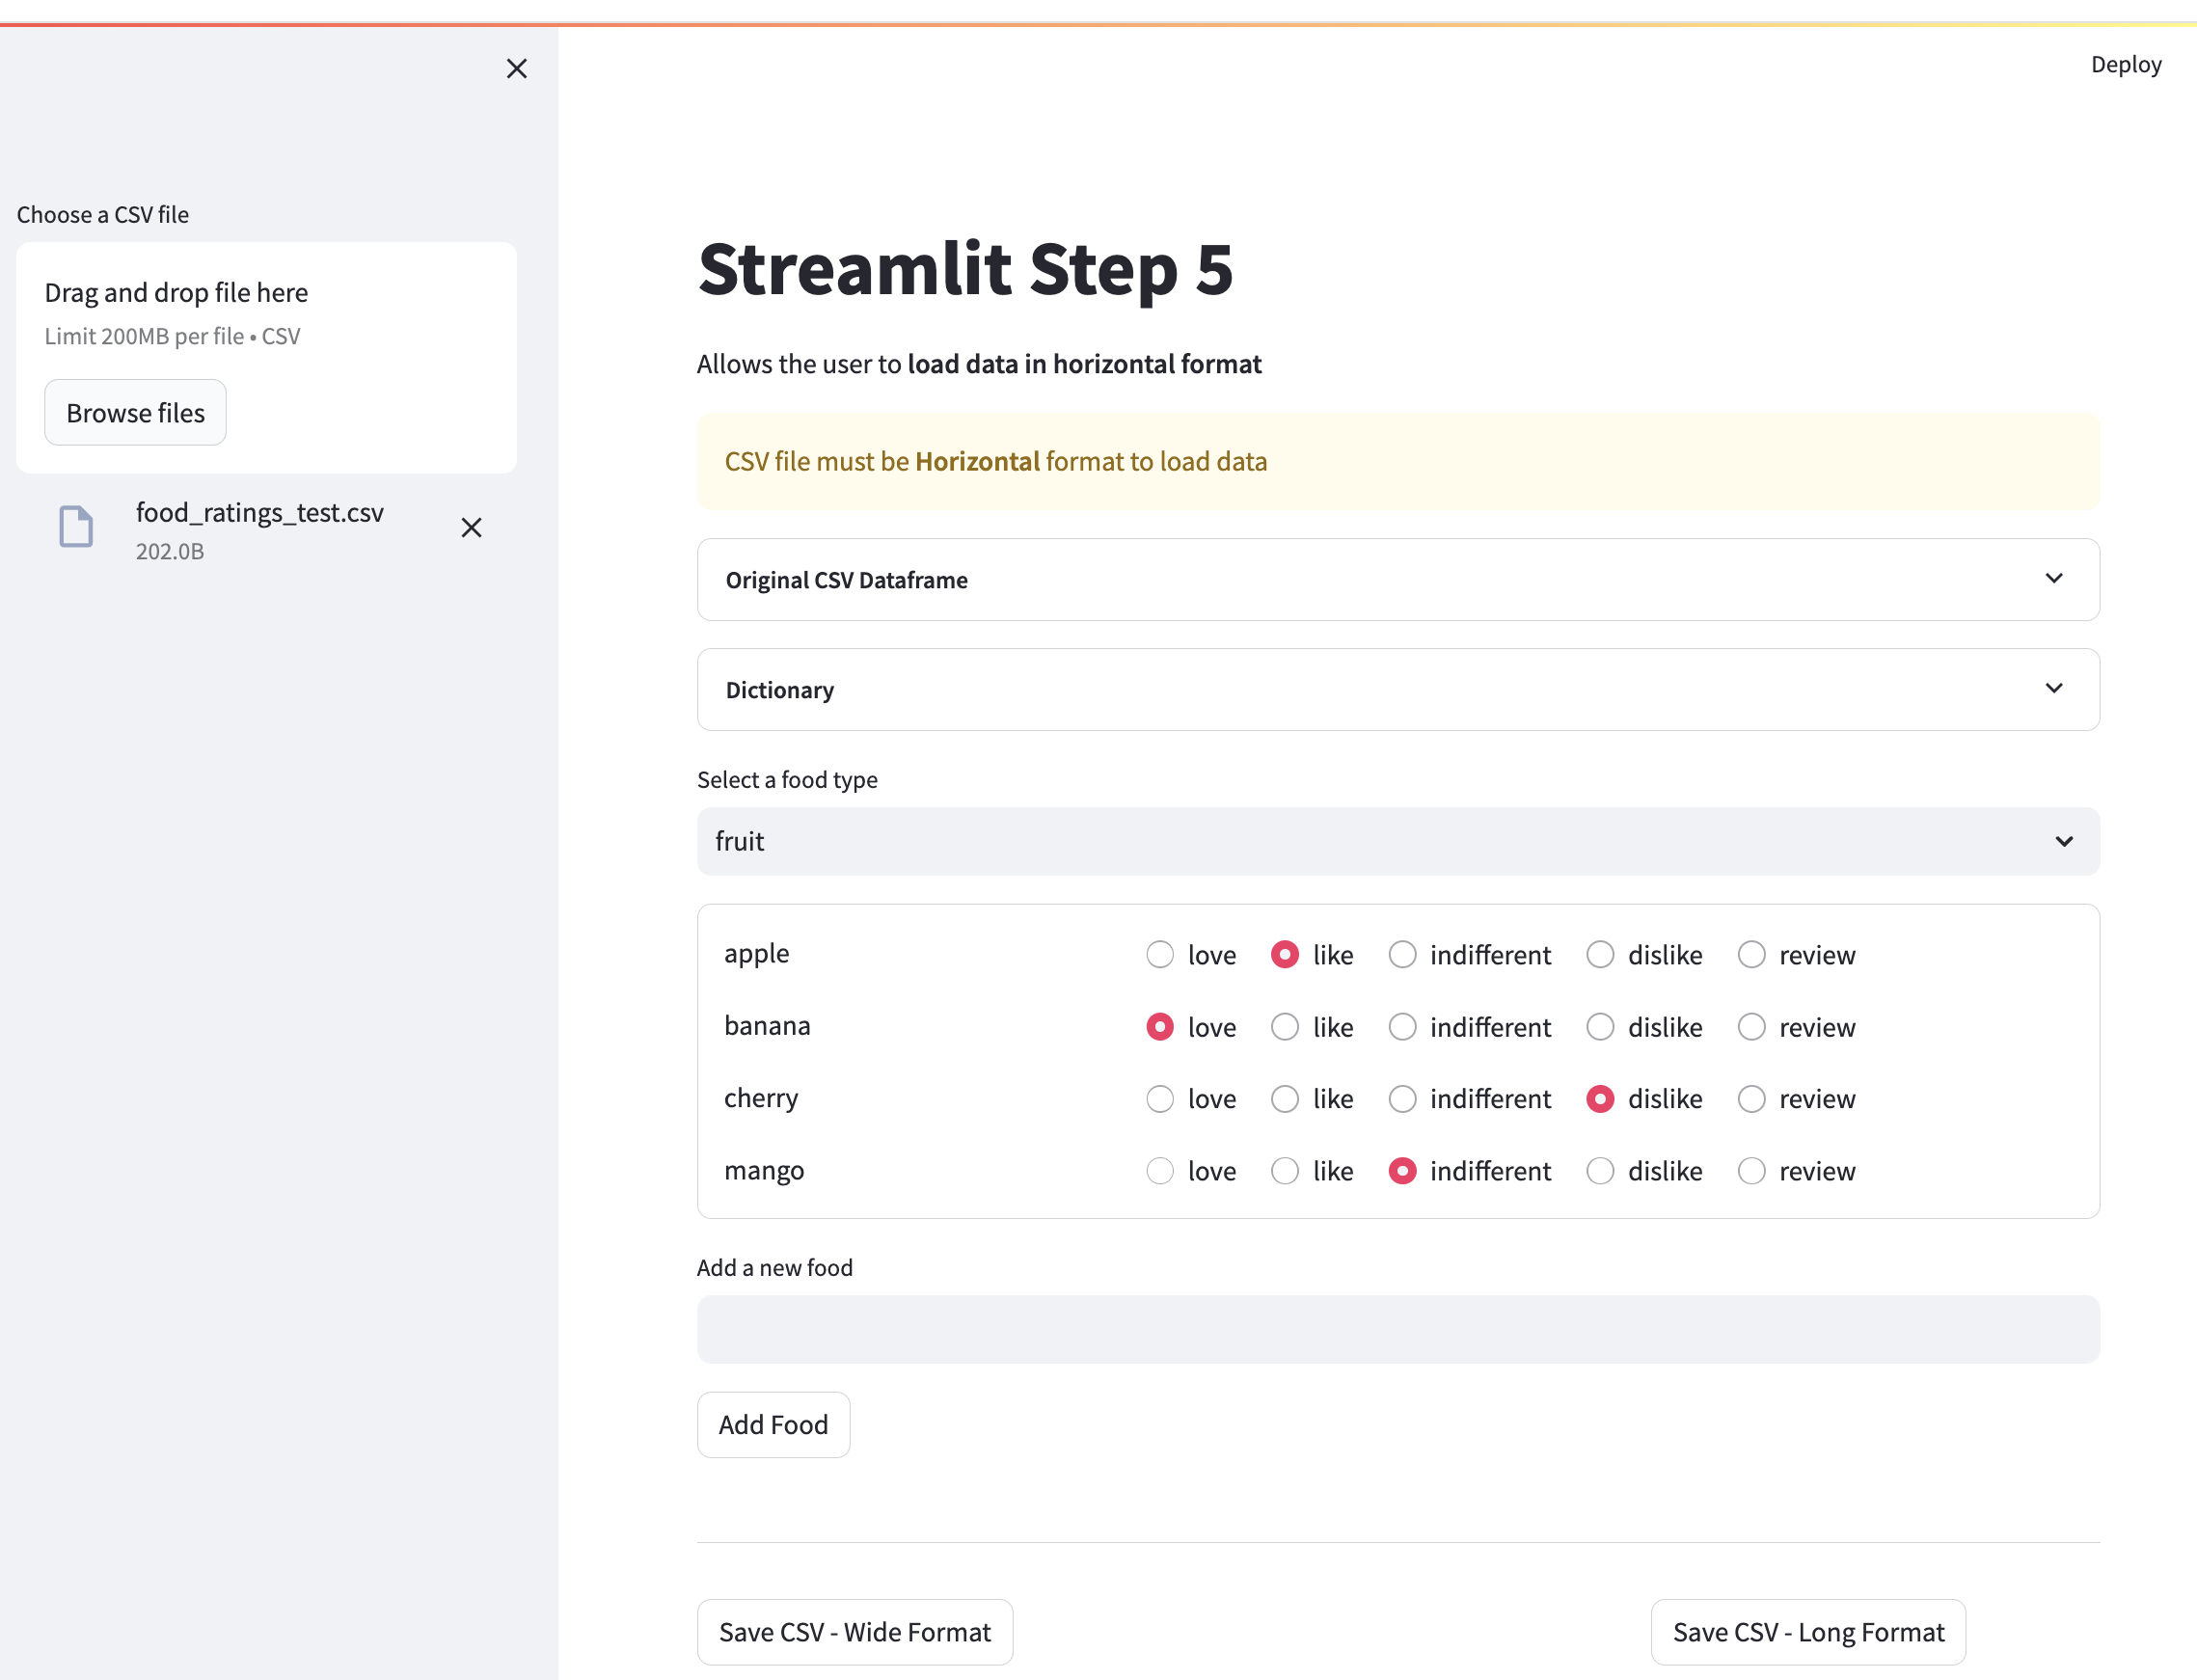 Deploy
Choose a CSV file
Drag and drop file here
Limit 200MB per file • CSV
Browse files
food_ratings_test.csv
202.0B
Streamlit Step 5
Allows the user to load data in horizontal format
CSV file must be Horizontal format to load data
Original CSV Dataframe
Dictionary
Select a food type
fruit
apple love like indifferent dislike review
banana love like indifferent dislike review
cherry love like indifferent dislike review
mango love like indifferent dislike review
Add a new food
Add Food
Save CSV - Wide Format
Save CSV - Long Format